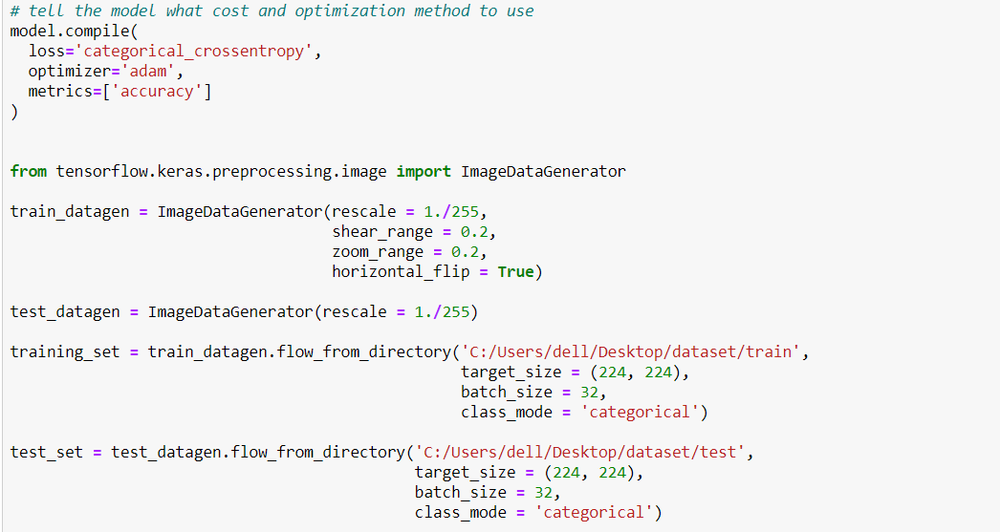 # tell the model what cost and optimization method to use
model.compile(
  loss='categorical_crossentropy',
  optimizer='adam',
  metrics=['accuracy']
)
from tensorflow.keras.preprocessing.image import ImageDataGenerator
train_datagen = ImageDataGenerator(rescale = 1./255,
                                   shear_range = 0.2,
                                   zoom_range = 0.2,
                                   horizontal_flip = True)
test_datagen = ImageDataGenerator(rescale = 1./255)
training_set = train_datagen.flow_from_directory('C:/Users/dell/Desktop/dataset/train',
                                                 target_size = (224, 224),
                                                 batch_size = 32,
                                                 class_mode = 'categorical')
test_set = test_datagen.flow_from_directory('C:/Users/dell/Desktop/dataset/test',
                                            target_size = (224, 224),
                                            batch_size = 32,
                                            class_mode = 'categorical')